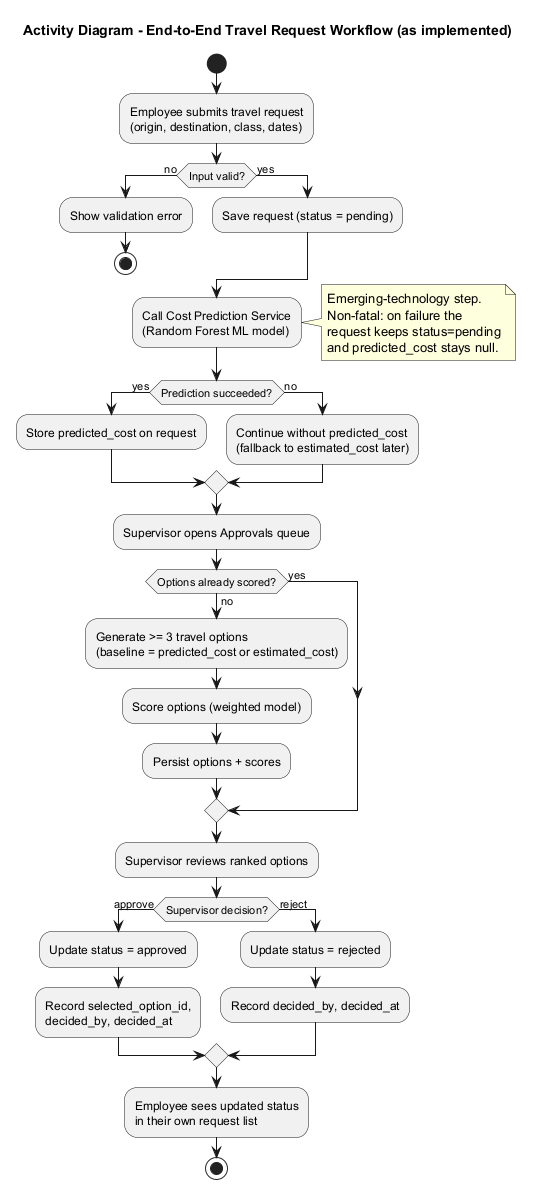 Activity Diagram - End-to-End Travel Request Workflow (as implemented)
Employee submits travel request
(origin, destination, class, dates)
no
Input valid?
yes
Show validation error
Save request (status = pending)
Call Cost Prediction Service
(Random Forest ML model)
Emerging-technology step.
Non-fatal: on failure the
request keeps status=pending
and predicted_cost stays null.
yes
Prediction succeeded?
no
Store predicted_cost on request
Continue without predicted_cost
(fallback to estimated_cost later)
Supervisor opens Approvals queue
Options already scored?
yes
no
Generate >= 3 travel options
(baseline = predicted_cost or estimated_cost)
Score options (weighted model)
Persist options + scores
Supervisor reviews ranked options
approve
Supervisor decision?
reject
Update status = approved
Update status = rejected
Record selected_option_id,
decided_by, decided_at
Record decided_by, decided_at
Employee sees updated status
in their own request list